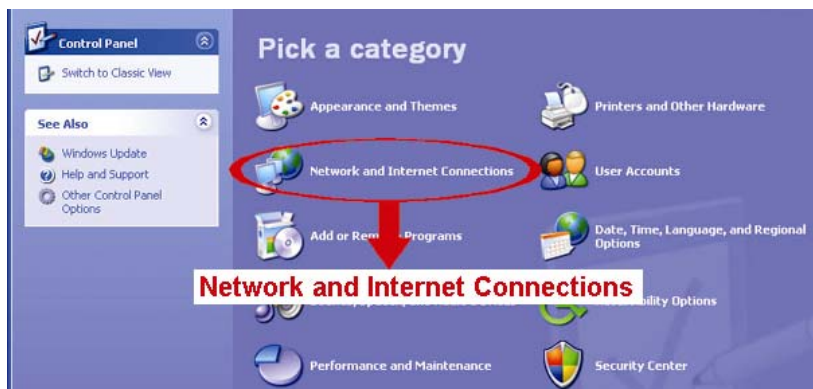 Control Panel
Switch to Classic View
See Also
Windows Update
Help and Support
Other Control Panel
Options
Pick a category
Appearance and Themes
Printers and Other Hardware
Network and Internet Connections
User Accounts
Add or Programs
Date, Time, Language, and Regional
Options
Network and Internet Connections
Options
Performance and Maintenance
Security Center